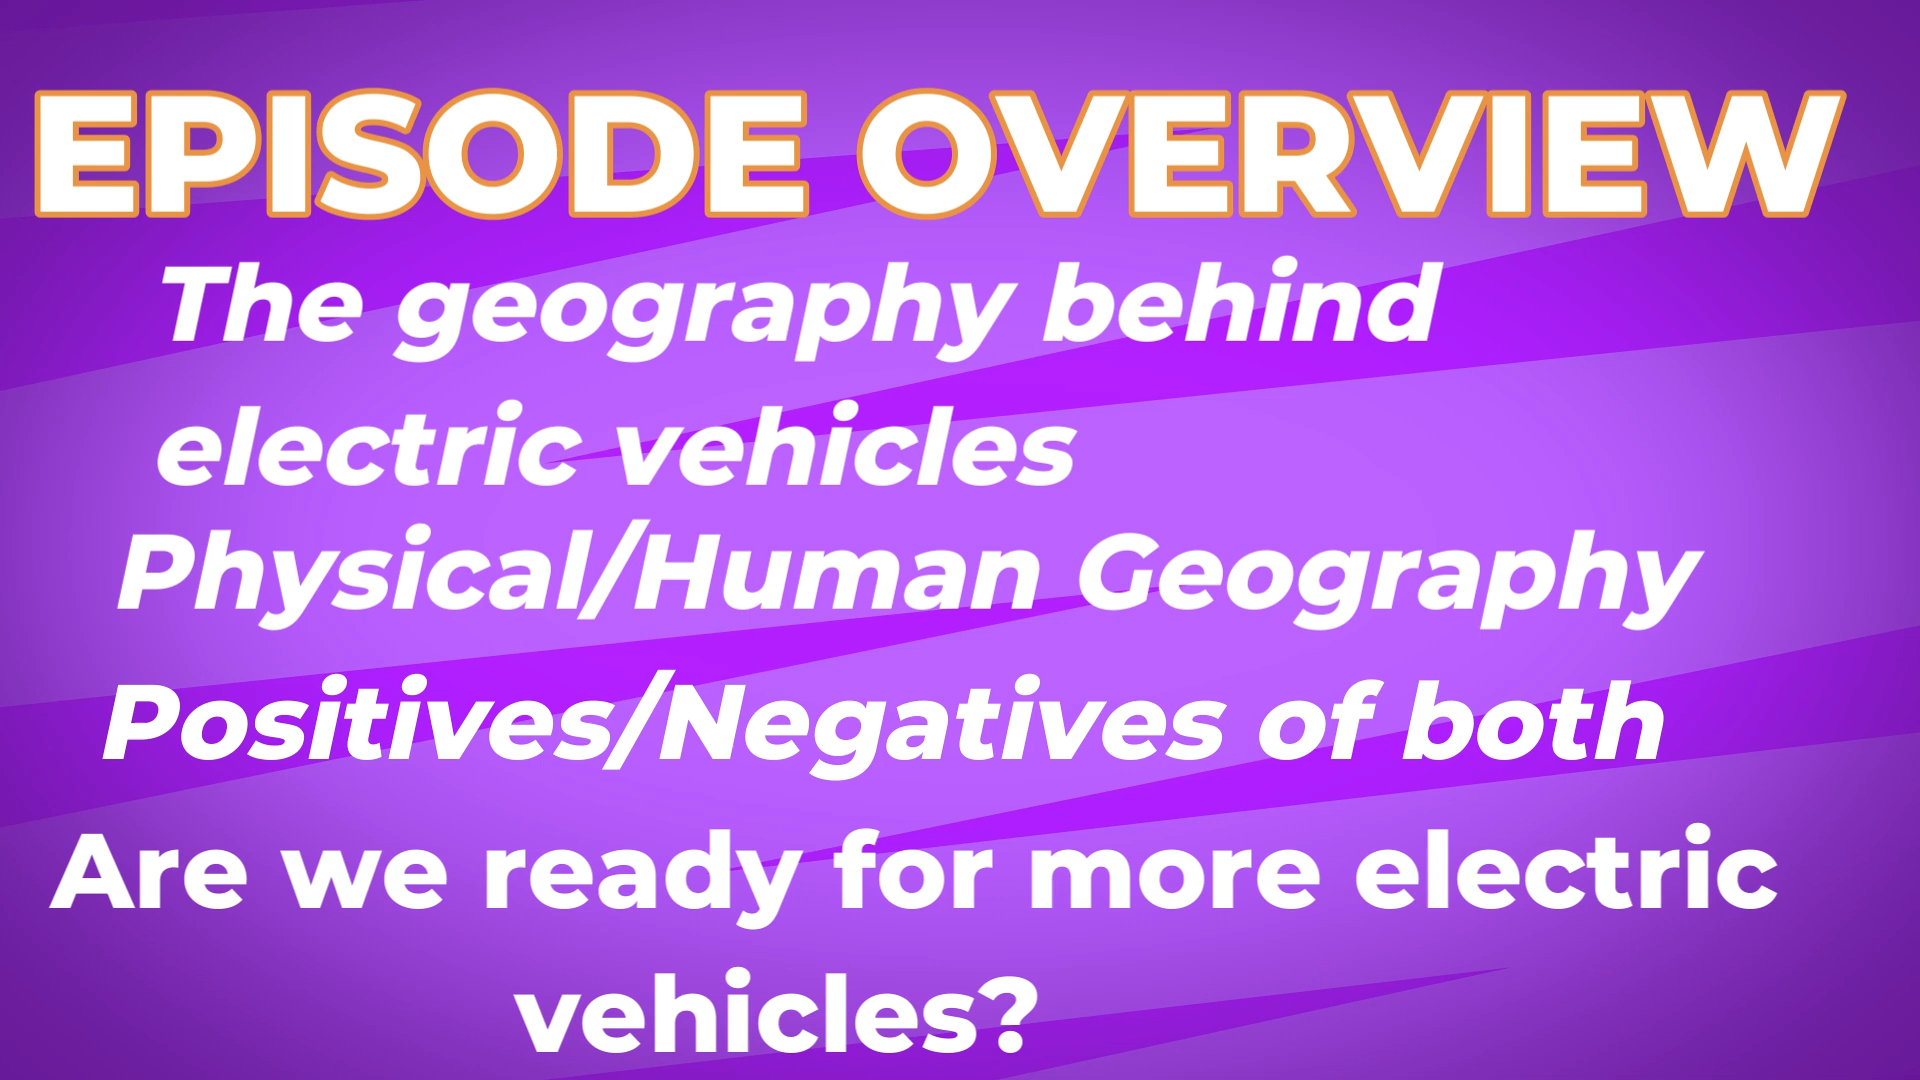 EPISODE OVERVIEW
The geography behind
electric vehicles
Physical/Human Geography
Positives/Negatives of both
Are we ready for more electric
vehicles?